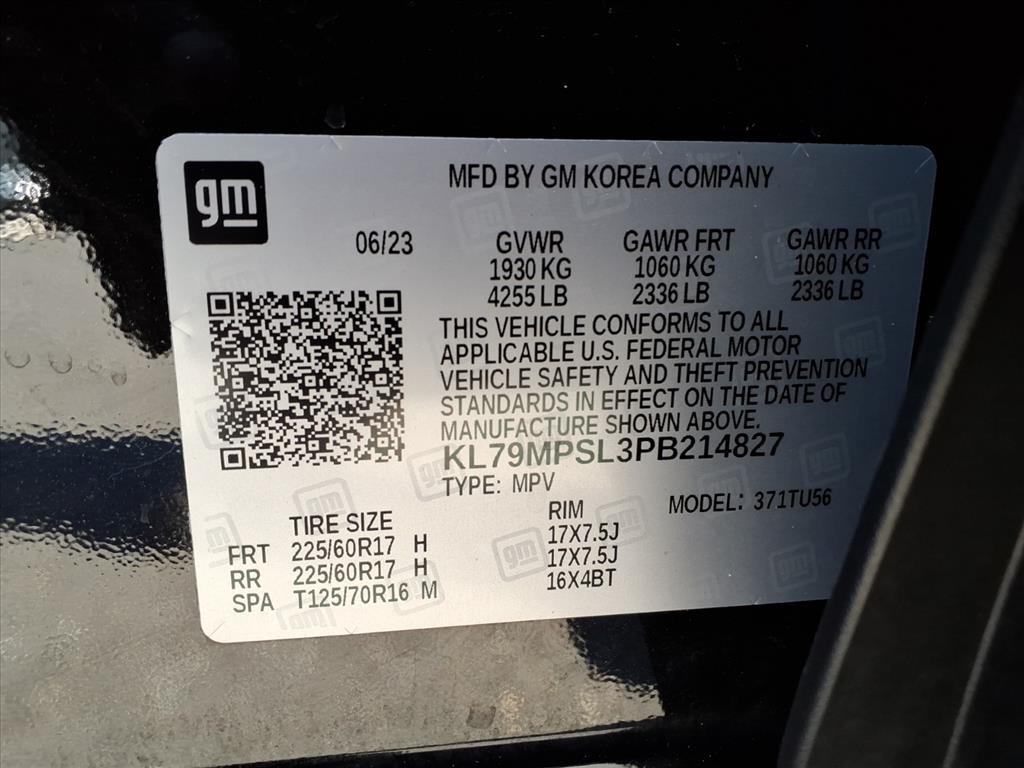 gm
MFD BY GM KOREA COMPANY
06/23 GVWR GAWR FRT GAWR RR
1930 KG 1060 KG 1060 KG
4255 LB 2336 LB 2336 LB
THIS VEHICLE CONFORMS TO ALL
APPLICABLE U.S. FEDERAL MOTOR
VEHICLE SAFETY AND THEFT PREVENTION
STANDARDS IN EFFECT ON THE DATE OF
MANUFACTURE SHOWN ABOVE.
KL79MPSL3PB214827
TYPE: MPV
MODEL: 371TU56
TIRE SIZE RIM
FRT 225/60R17 H 17X7.5J
RR 225/60R17 H 17X7.5J
SPA T125/70R16 M 16X4BT